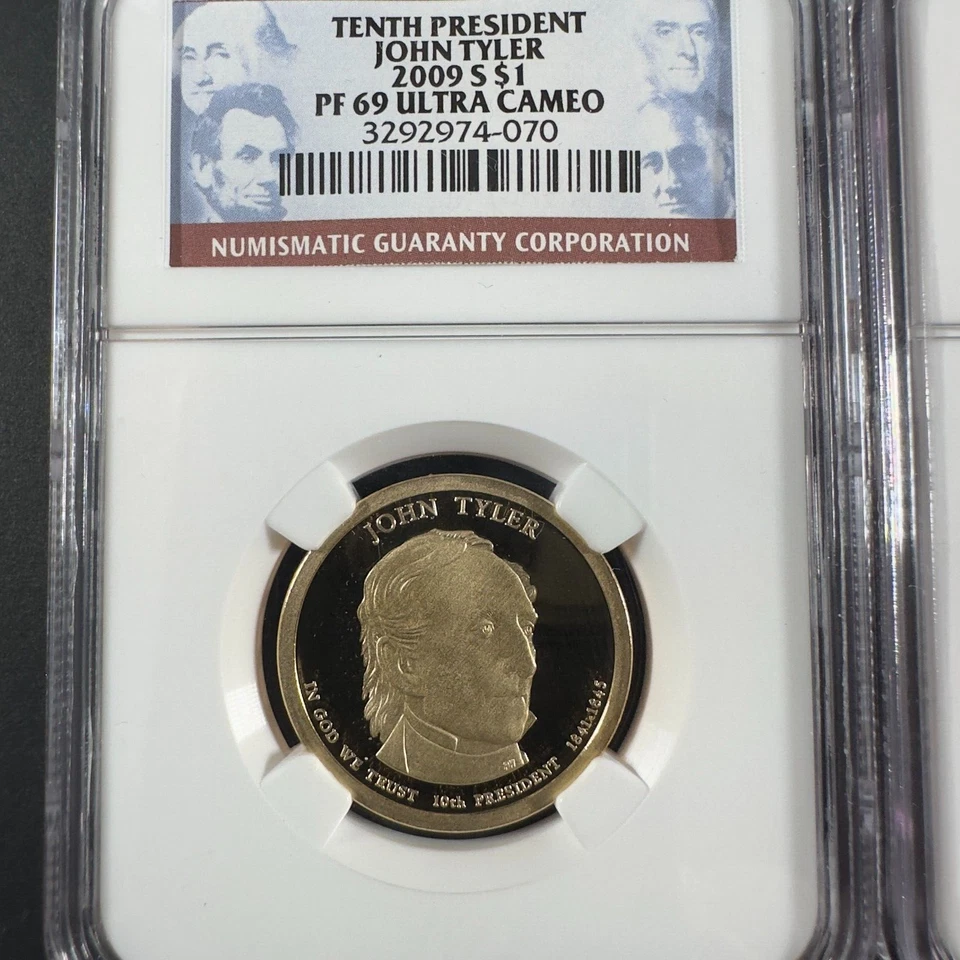 TENTH PRESIDENT
JOHN TYLER
2009 S $1
PF 69 ULTRA CAMEO
3292974-070
NUMISMATIC GUARANTY CORPORATION
JOHN TYLER
IN GOD WE TRUST 10th PRESIDENT 1841-1845